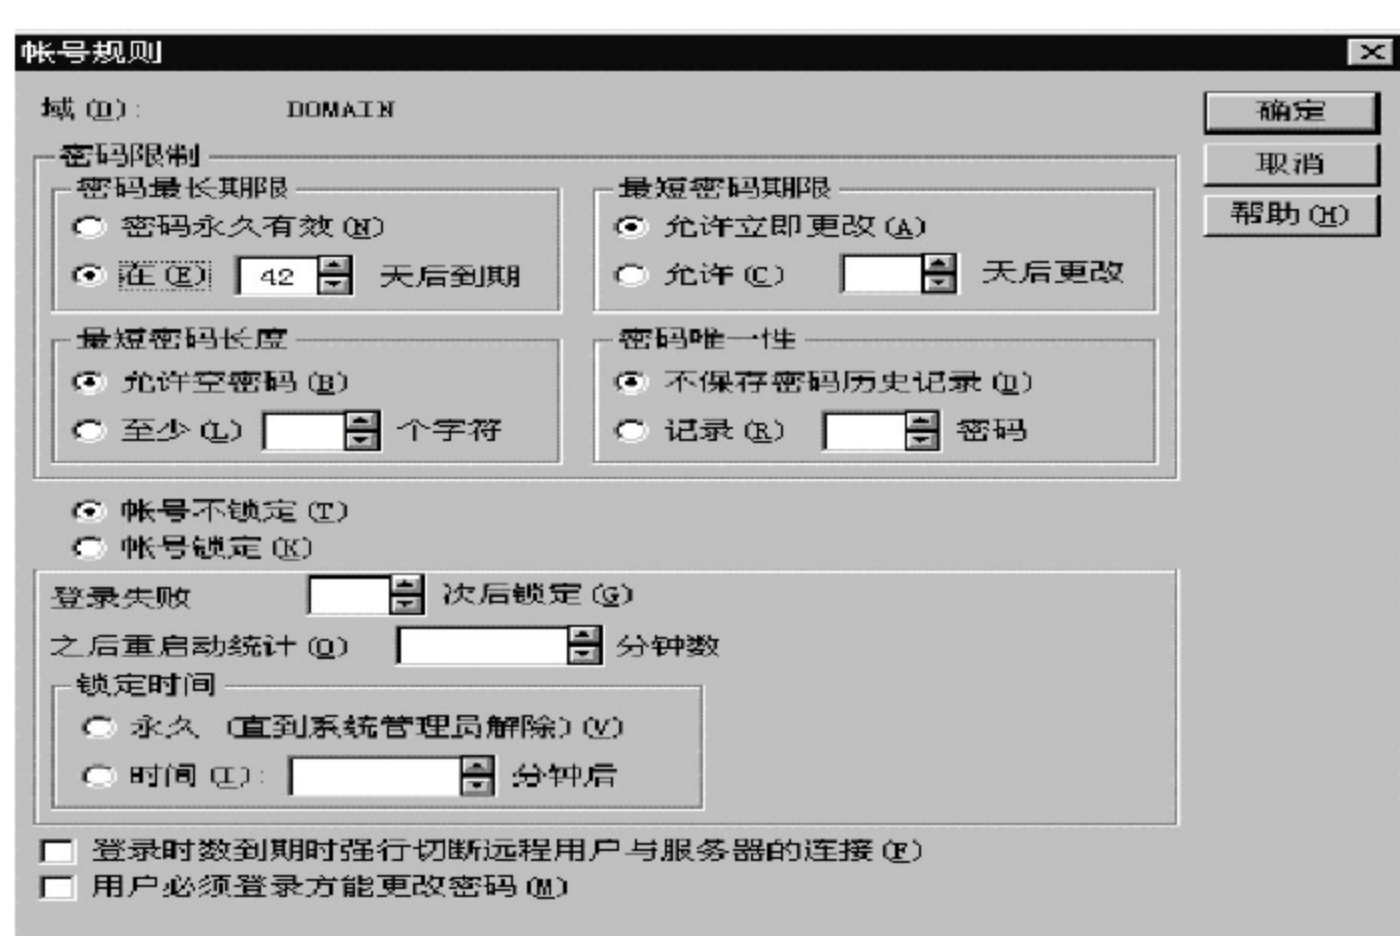 帐号规则
域(D): DOMAIN
确定
取消
帮助(H)
密码限制
密码最长期限
密码永久有效(N)
在(E) 42 天后到期
最短密码期限
允许立即更改(A)
允许(C) 天后更改
最短密码长度
允许空密码(B)
至少(L) 个字符
密码唯一性
不保存密码历史记录(D)
记录(R) 密码
帐号不锁定(T)
帐号锁定(K)
登录失败 次后锁定(G)
之后重启动统计(O) 分钟数
锁定时间
永久 (直到系统管理员解除)(V)
时间(I): 分钟后
登录时数到期时强行切断远程用户与服务器的连接(F)
用户必须登录方能更改密码(M)